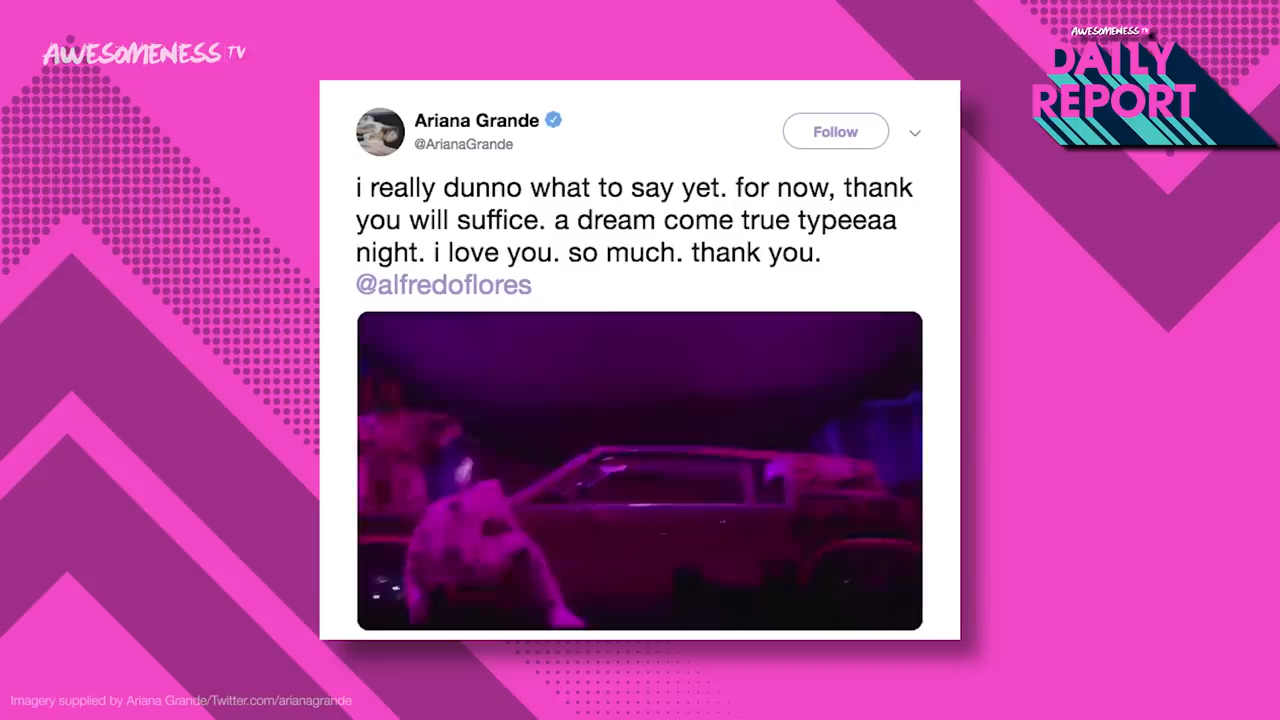 AWESOMENESS TV
AWESOMENESS TV
DAILY
REPORT
Ariana Grande
@ArianaGrande
Follow
i really dunno what to say yet. for now, thank
you will suffice. a dream come true typeeaa
night. i love you. so much. thank you.
@alfredoflores
Imagery supplied by Ariana Grande/Twitter.com/arianagrande